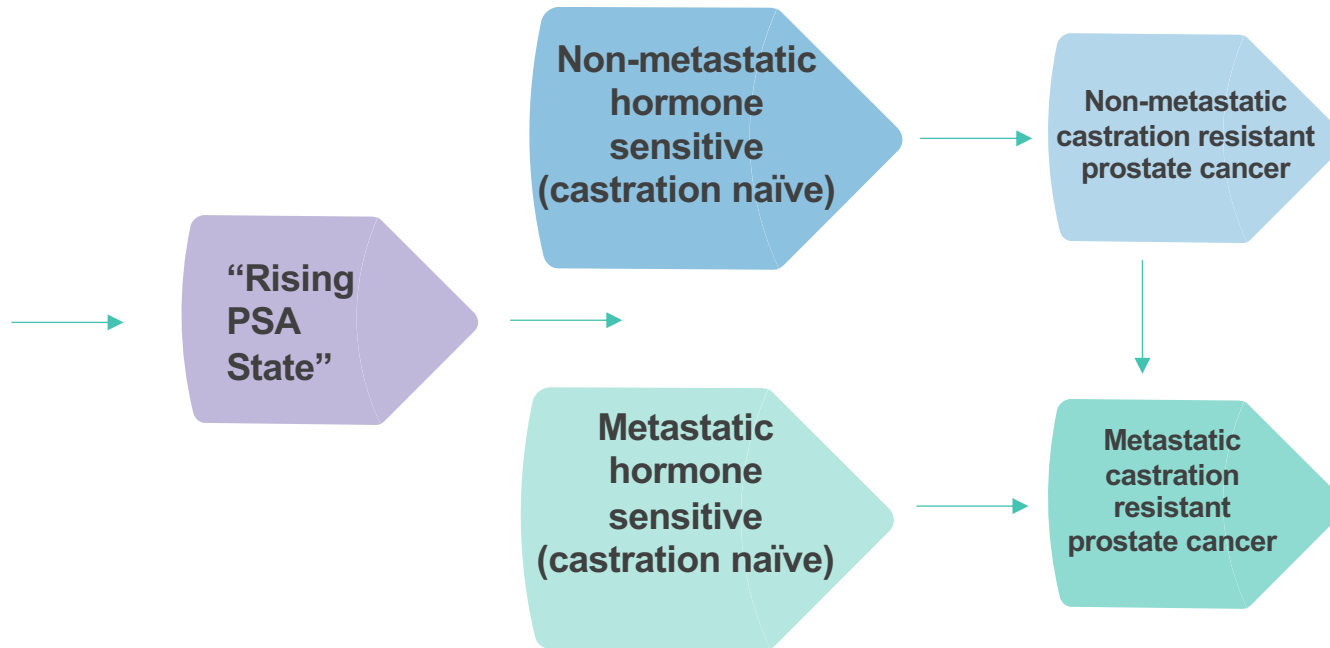 “Rising
PSA
State”
Non-metastatic
hormone
sensitive
(castration naïve)
Metastatic
hormone
sensitive
(castration naïve)
Non-metastatic
castration resistant
prostate cancer
Metastatic
castration
resistant
prostate cancer